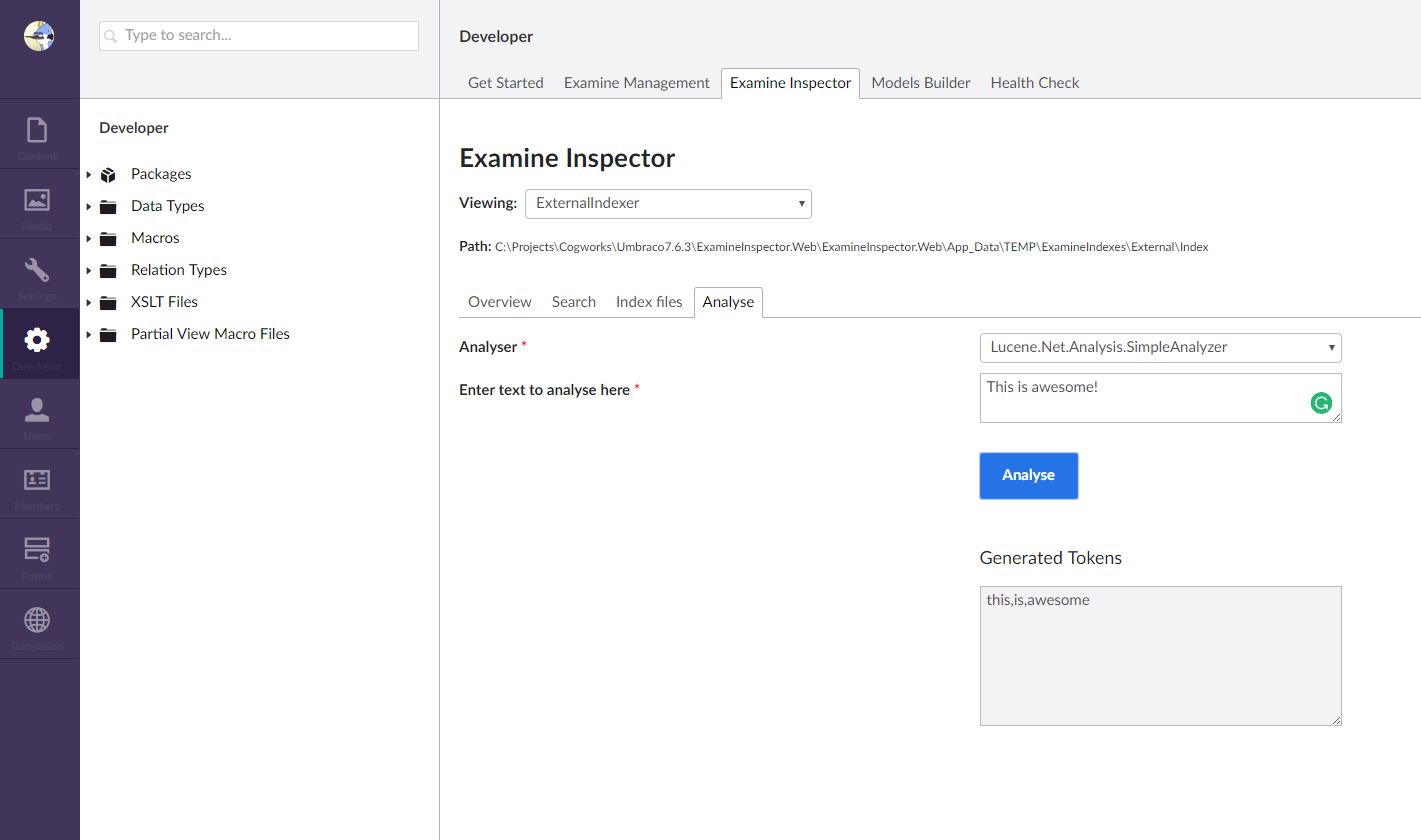 Type to search...
Content
Media
Settings
Developer
Users
Members
Forms
Translation
Developer
Packages
Data Types
Macros
Relation Types
XSLT Files
Partial View Macro Files
Developer
Get Started Examine Management Examine Inspector Models Builder Health Check
Examine Inspector
Viewing: ExternalIndexer
Path: C:\Projects\Cogworks\Umbraco7.6.3\ExamineInspector.Web\ExamineInspector.Web\App_Data\TEMP\ExamineIndexes\External\Index
Overview Search Index files Analyse
Analyser * Lucene.Net.Analysis.SimpleAnalyzer
Enter text to analyse here * This is awesome!
Analyse
Generated Tokens
this,is,awesome